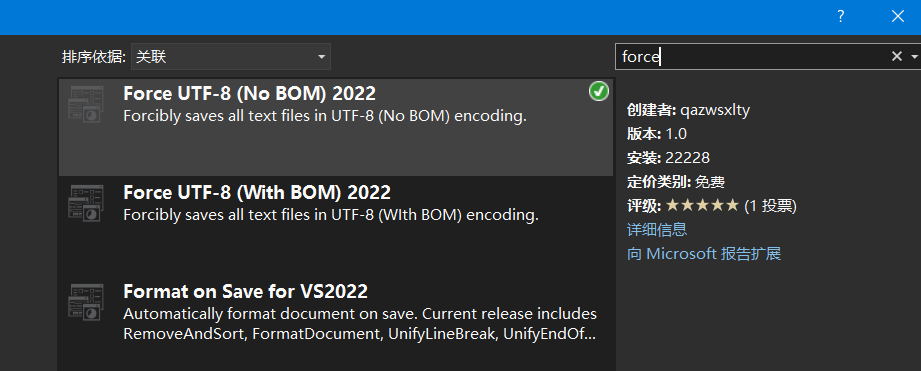 ?
排序依据: 关联
force
Force UTF-8 (No BOM) 2022
Forcibly saves all text files in UTF-8 (No BOM) encoding.
Force UTF-8 (With BOM) 2022
Forcibly saves all text files in UTF-8 (WIth BOM) encoding.
Format on Save for VS2022
Automatically format document on save. Current release includes
RemoveAndSort, FormatDocument, UnifyLineBreak, UnifyEndOf...
创建者: qazwsxlty
版本: 1.0
安装: 22228
定价类别: 免费
评级: ★★★★★ (1 投票)
详细信息
向 Microsoft 报告扩展